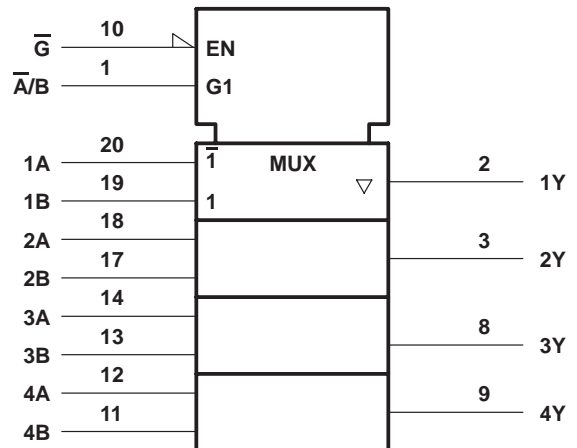 G̅ 10 EN
A̅/B 1 G1
1A 20 1̅ MUX
2 1Y
1B 19 1
2A 18
3 2Y
2B 17
3A 14
8 3Y
3B 13
4A 12
9 4Y
4B 11